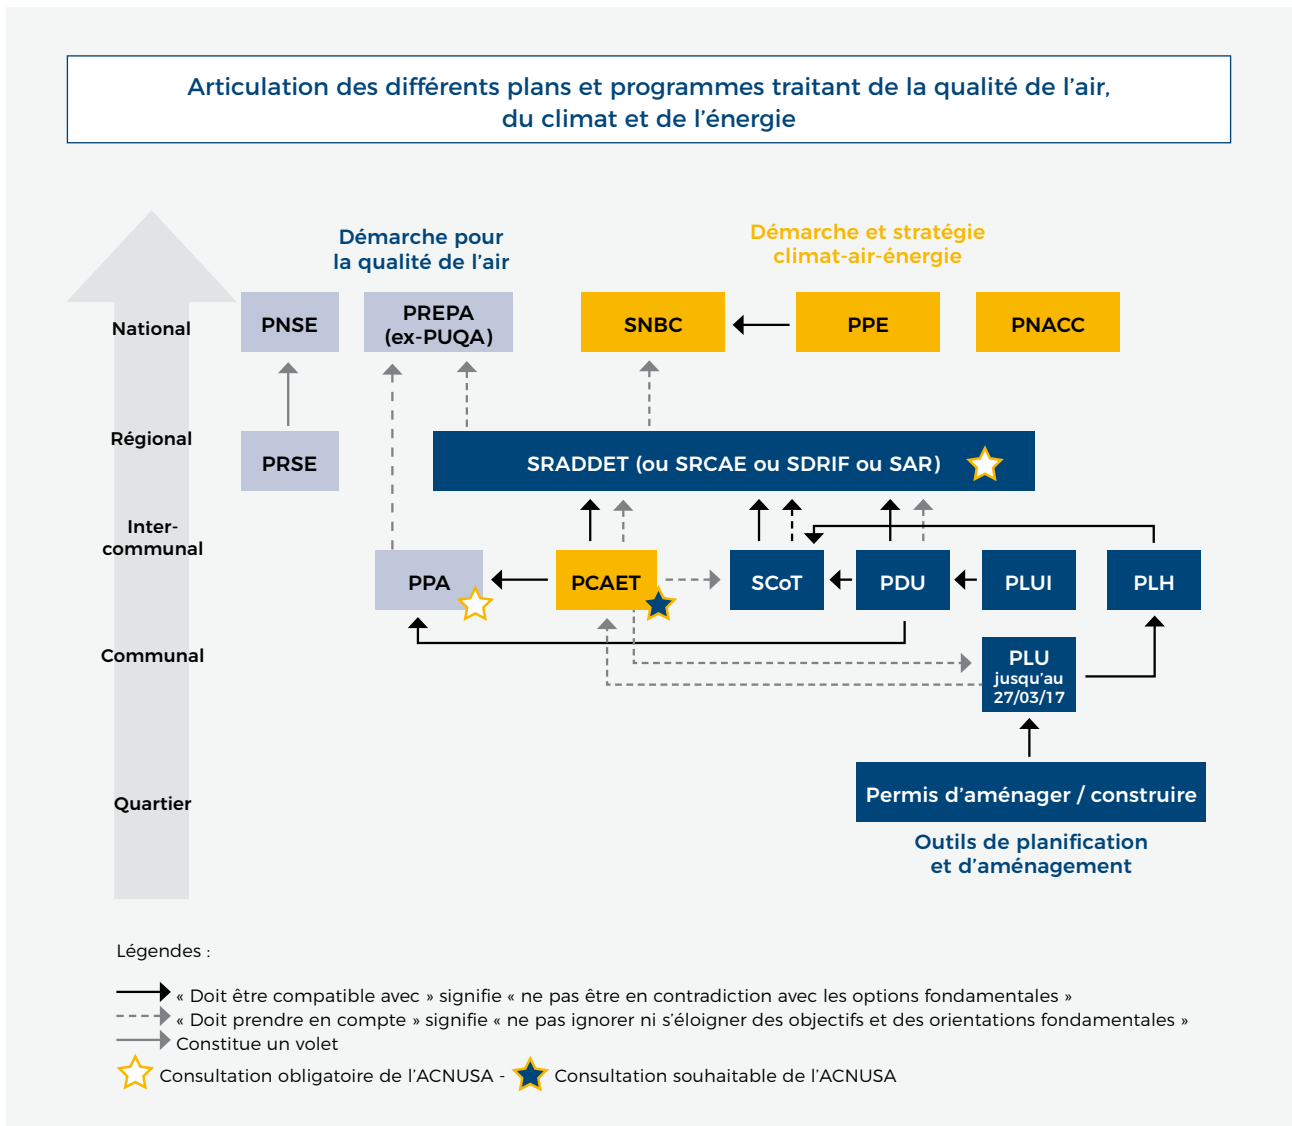 Articulation des différents plans et programmes traitant de la qualité de l'air,
du climat et de l'énergie
Démarche pour
la qualité de l'air
Démarche et stratégie
climat-air-énergie
National
PNSE
PREPA
(ex-PUQA)
SNBC
PPE
PNACC
Régional
PRSE
SRADDET (ou SRCAE ou SDRIF ou SAR)
Inter-
communal
PPA
PCAET
SCoT
PDU
PLUI
PLH
Communal
PLU
jusqu'au
27/03/17
Quartier
Permis d'aménager / construire
Outils de planification
et d'aménagement
Légendes :
« Doit être compatible avec » signifie « ne pas être en contradiction avec les options fondamentales »
« Doit prendre en compte » signifie « ne pas ignorer ni s'éloigner des objectifs et des orientations fondamentales »
Constitue un volet
Consultation obligatoire de l'ACNUSA - Consultation souhaitable de l'ACNUSA